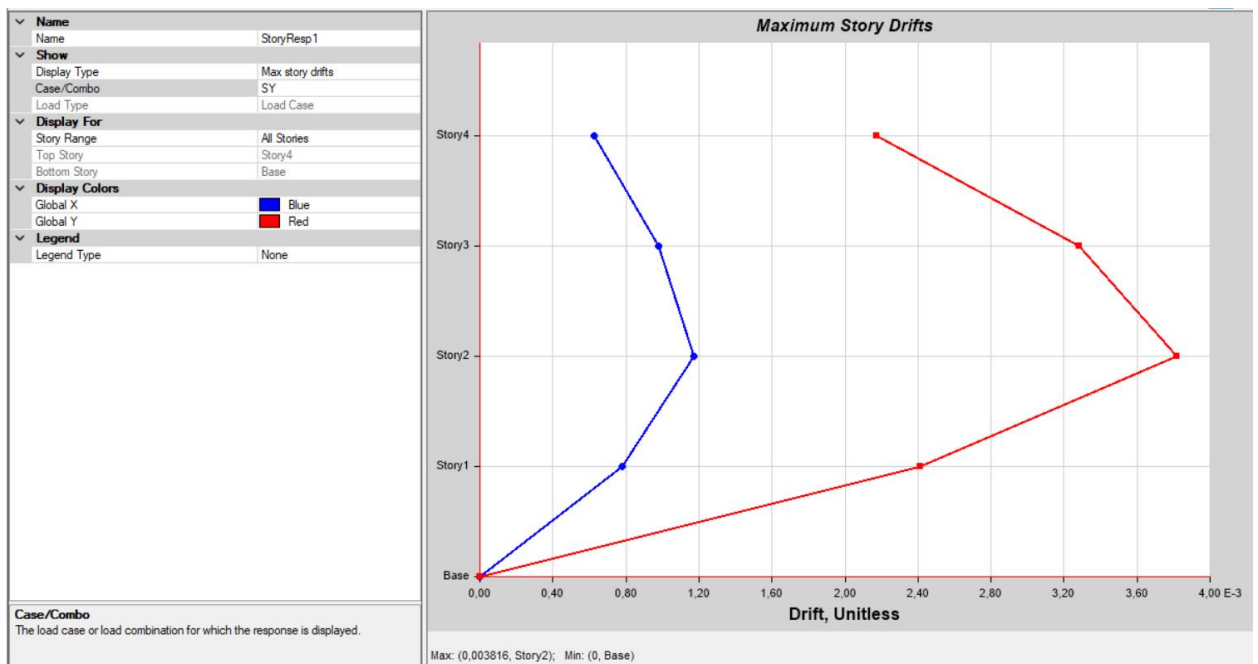 Name
Name StoryResp1
Show
Display Type Max story drifts
Case/Combo SY
Load Type Load Case
Display For
Story Range All Stories
Top Story Story4
Bottom Story Base
Display Colors
Global X Blue
Global Y Red
Legend
Legend Type None
Case/Combo
The load case or load combination for which the response is displayed.
Maximum Story Drifts
Story4
Story3
Story2
Story1
Base
0,00 0,40 0,80 1,20 1,60 2,00 2,40 2,80 3,20 3,60 4,00 E-3
Drift, Unitless
Max: (0,003816, Story2); Min: (0, Base)